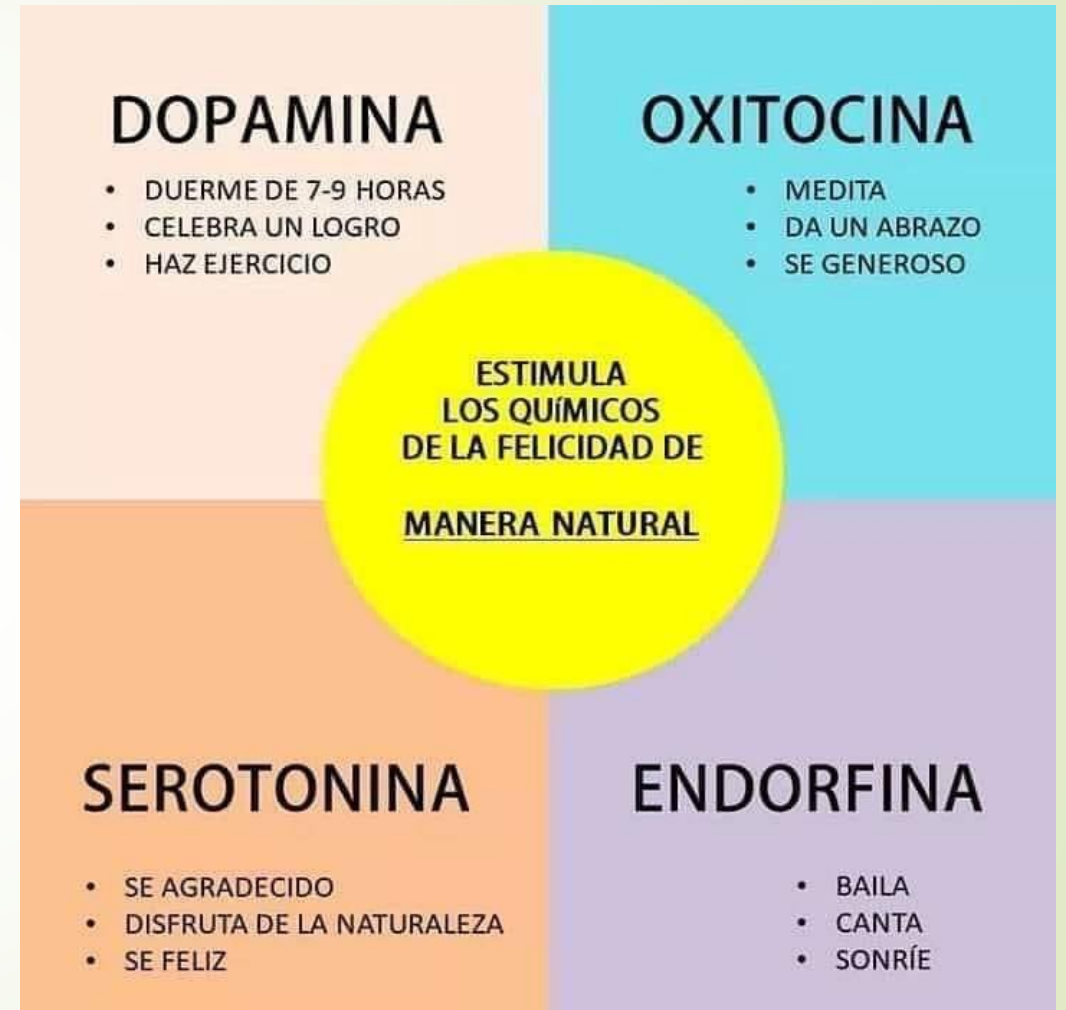 DOPAMINA
• DUERME DE 7-9 HORAS
• CELEBRA UN LOGRO
• HAZ EJERCICIO
OXITOCINA
• MEDITA
• DA UN ABRAZO
• SE GENEROSO
ESTIMULA
LOS QUíMICOS
DE LA FELICIDAD DE
MANERA NATURAL
SEROTONINA
• SE AGRADECIDO
• DISFRUTA DE LA NATURALEZA
• SE FELIZ
ENDORFINA
• BAILA
• CANTA
• SONRÍE